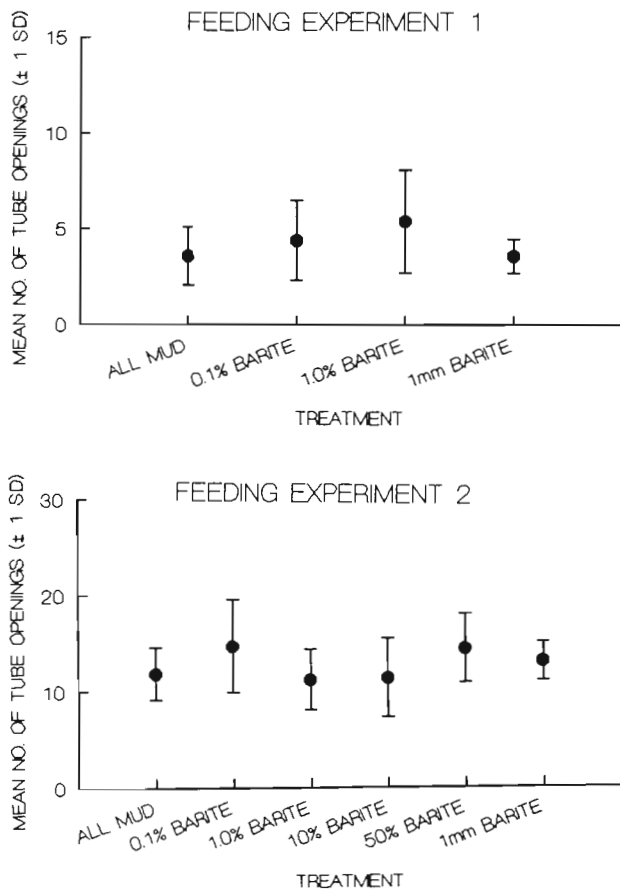 FEEDING EXPERIMENT 1
MEAN NO. OF TUBE OPENINGS (± 1 SD)
15
10
5
0
ALL MUD
0.1% BARITE
1.0% BARITE
1mm BARITE
TREATMENT
FEEDING EXPERIMENT 2
MEAN NO. OF TUBE OPENINGS (± 1 SD)
30
20
10
0
ALL MUD
0.1% BARITE
1.0% BARITE
10% BARITE
50% BARITE
1mm BARITE
TREATMENT